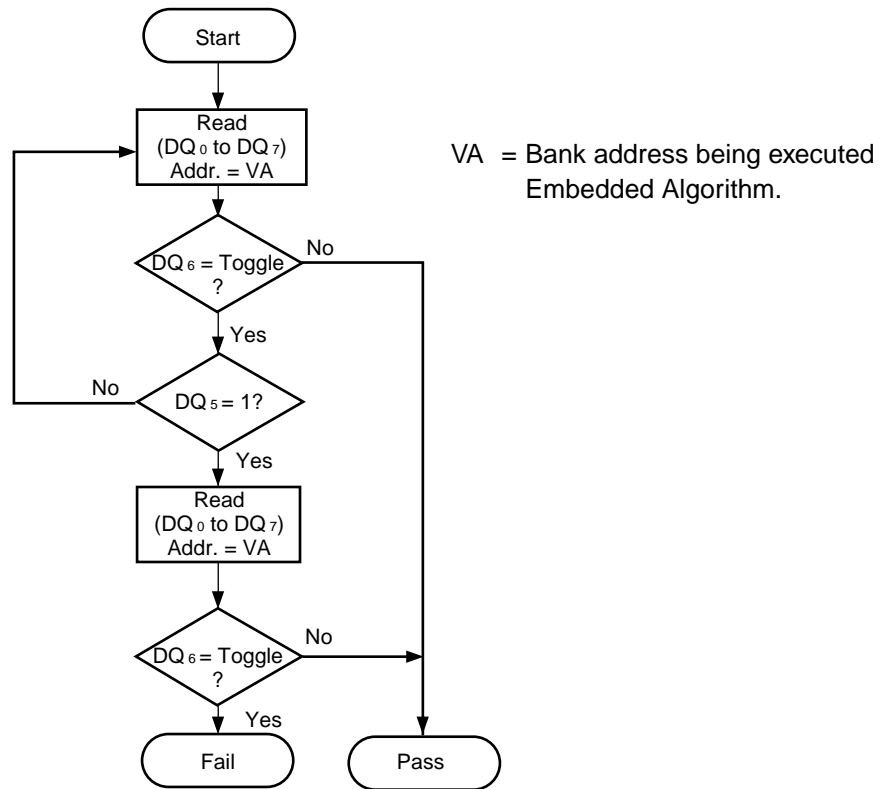 Start
Read
(DQ0 to DQ7)
Addr. = VA
VA = Bank address being executed
Embedded Algorithm.
DQ6 = Toggle
?
No
Yes
DQ5 = 1?
No
Yes
Read
(DQ0 to DQ7)
Addr. = VA
DQ6 = Toggle
?
No
Yes
Fail
Pass